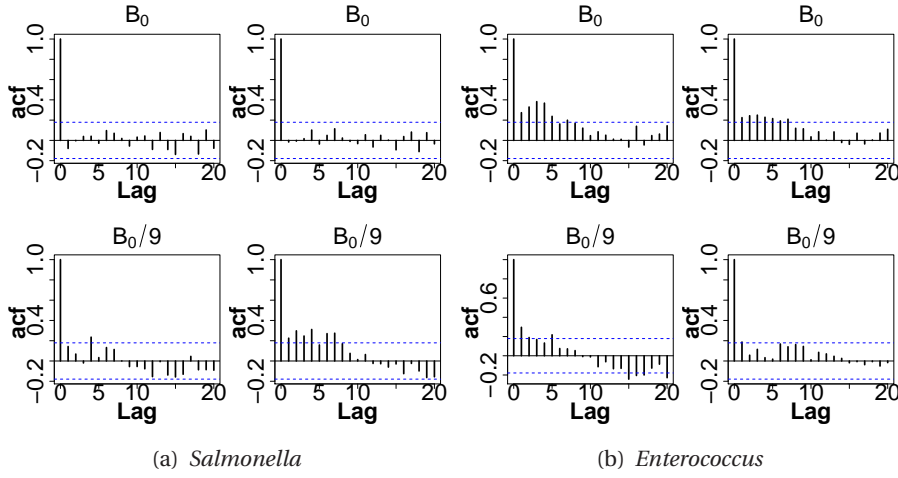 B₀ B₀ B₀ B₀
acf −0.2 0.4 1.0 acf −0.2 0.4 1.0 acf −0.2 0.4 1.0 acf −0.2 0.4 1.0
0 5 10 15 20 0 5 10 15 20 0 5 10 15 20 0 5 10 15 20
Lag Lag Lag Lag
B₀/9 B₀/9 B₀/9 B₀/9
acf −0.2 0.4 1.0 acf −0.2 0.4 1.0 acf −0.2 0.6 acf −0.2 0.4 1.0
0 5 10 20 0 5 10 20 0 5 10 20 0 5 10 20
Lag Lag Lag Lag
(a) Salmonella (b) Enterococcus